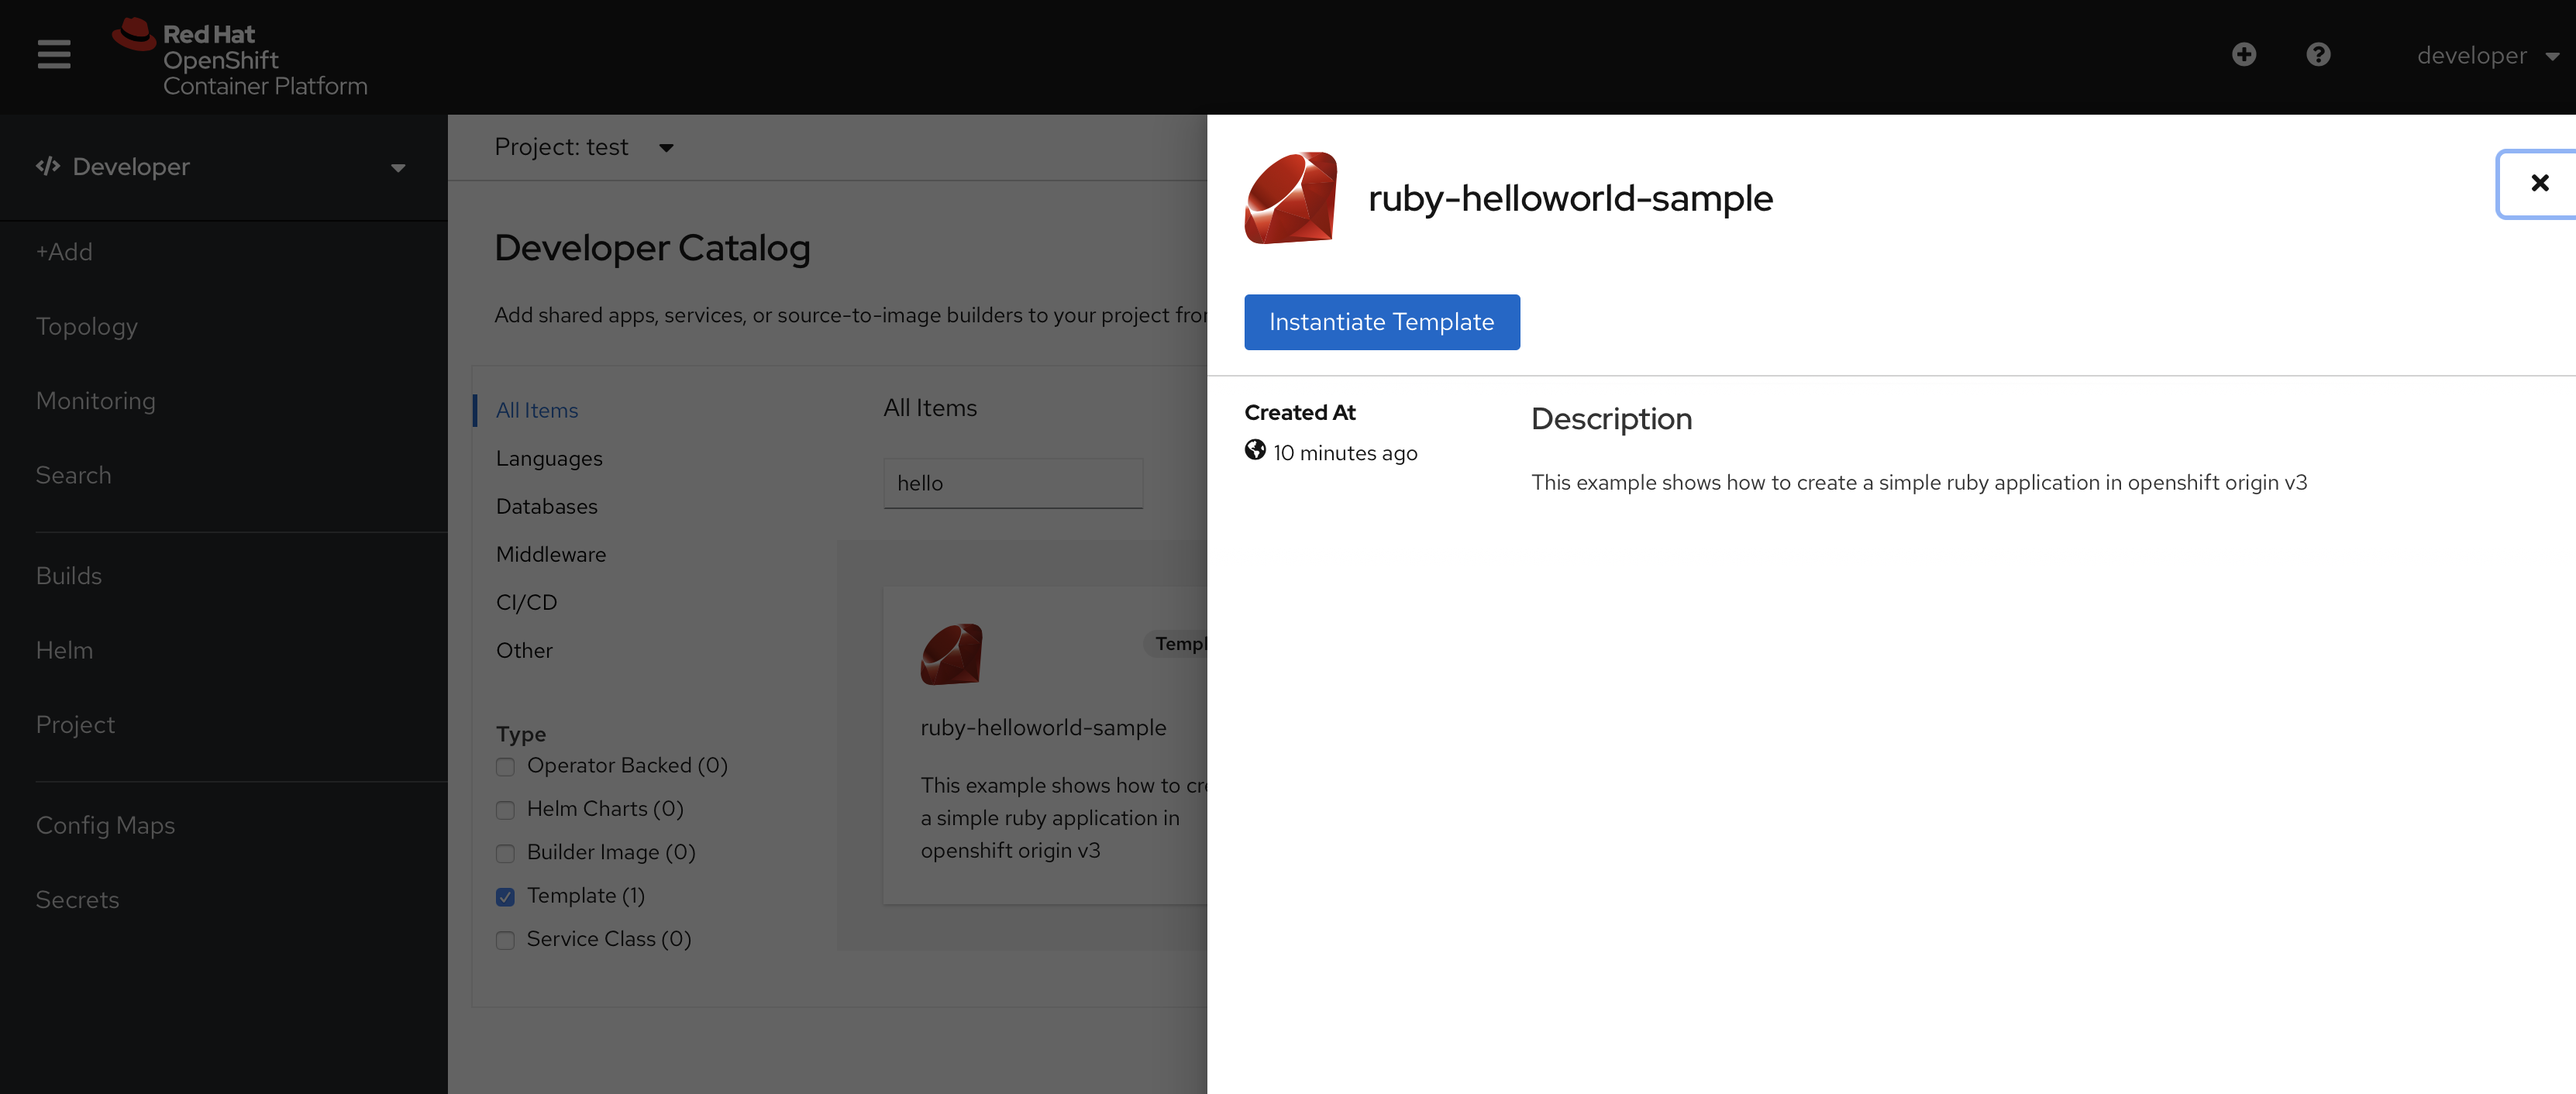 Red Hat
OpenShift
Container Platform
developer
Developer
+Add
Topology
Monitoring
Search
Builds
Helm
Project
Config Maps
Secrets
Project: test
Developer Catalog
Add shared apps, services, or source-to-image builders to your project fro
All Items
Languages
Databases
Middleware
CI/CD
Other
Type
Operator Backed (0)
Helm Charts (0)
Builder Image (0)
Template (1)
Service Class (0)
All Items
hello
Templ
ruby-helloworld-sample
This example shows how to cre
a simple ruby application in
openshift origin v3
ruby-helloworld-sample
Instantiate Template
Created At
10 minutes ago
Description
This example shows how to create a simple ruby application in openshift origin v3